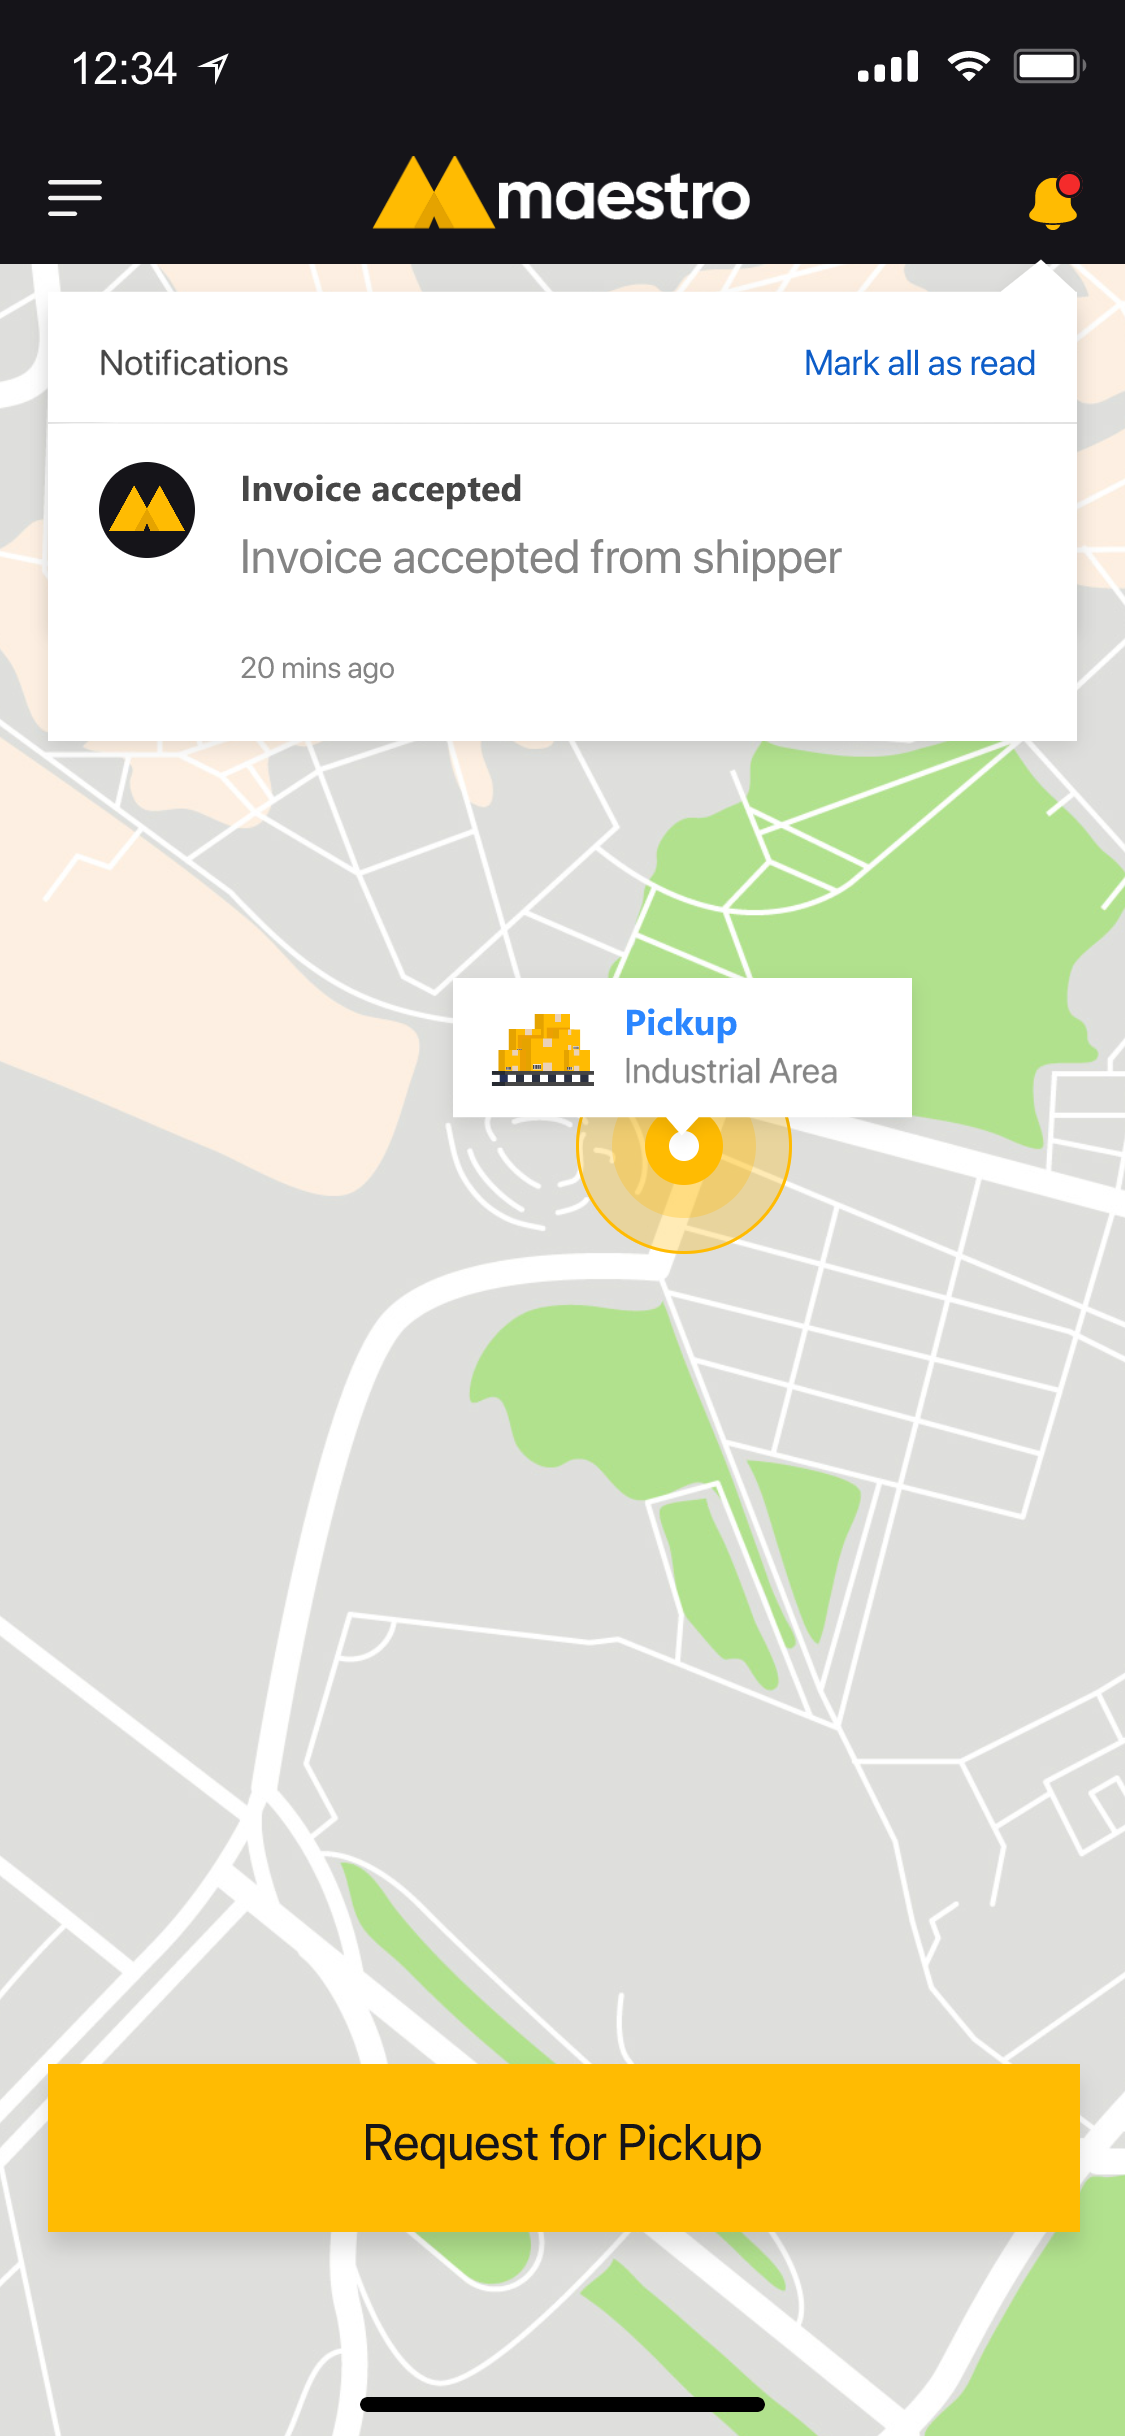 12:34
maestro
Notifications
Mark all as read
Invoice accepted
Invoice accepted from shipper
20 mins ago
Pickup
Industrial Area
Request for Pickup